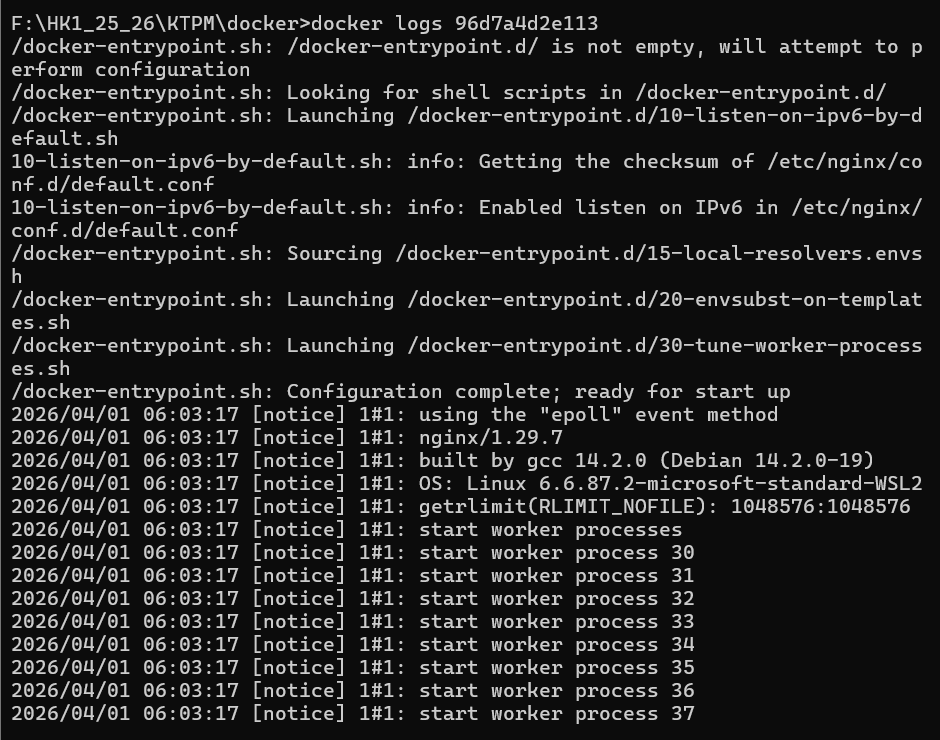 F:\HK1_25_26\KTPM\docker>docker logs 96d7a4d2e113
/docker-entrypoint.sh: /docker-entrypoint.d/ is not empty, will attempt to p
erform configuration
/docker-entrypoint.sh: Looking for shell scripts in /docker-entrypoint.d/
/docker-entrypoint.sh: Launching /docker-entrypoint.d/10-listen-on-ipv6-by-d
efault.sh
10-listen-on-ipv6-by-default.sh: info: Getting the checksum of /etc/nginx/co
nf.d/default.conf
10-listen-on-ipv6-by-default.sh: info: Enabled listen on IPv6 in /etc/nginx/
conf.d/default.conf
/docker-entrypoint.sh: Sourcing /docker-entrypoint.d/15-local-resolvers.envs
h
/docker-entrypoint.sh: Launching /docker-entrypoint.d/20-envsubst-on-templat
es.sh
/docker-entrypoint.sh: Launching /docker-entrypoint.d/30-tune-worker-process
es.sh
/docker-entrypoint.sh: Configuration complete; ready for start up
2026/04/01 06:03:17 [notice] 1#1: using the "epoll" event method
2026/04/01 06:03:17 [notice] 1#1: nginx/1.29.7
2026/04/01 06:03:17 [notice] 1#1: built by gcc 14.2.0 (Debian 14.2.0-19)
2026/04/01 06:03:17 [notice] 1#1: OS: Linux 6.6.87.2-microsoft-standard-WSL2
2026/04/01 06:03:17 [notice] 1#1: getrlimit(RLIMIT_NOFILE): 1048576:1048576
2026/04/01 06:03:17 [notice] 1#1: start worker processes
2026/04/01 06:03:17 [notice] 1#1: start worker process 30
2026/04/01 06:03:17 [notice] 1#1: start worker process 31
2026/04/01 06:03:17 [notice] 1#1: start worker process 32
2026/04/01 06:03:17 [notice] 1#1: start worker process 33
2026/04/01 06:03:17 [notice] 1#1: start worker process 34
2026/04/01 06:03:17 [notice] 1#1: start worker process 35
2026/04/01 06:03:17 [notice] 1#1: start worker process 36
2026/04/01 06:03:17 [notice] 1#1: start worker process 37